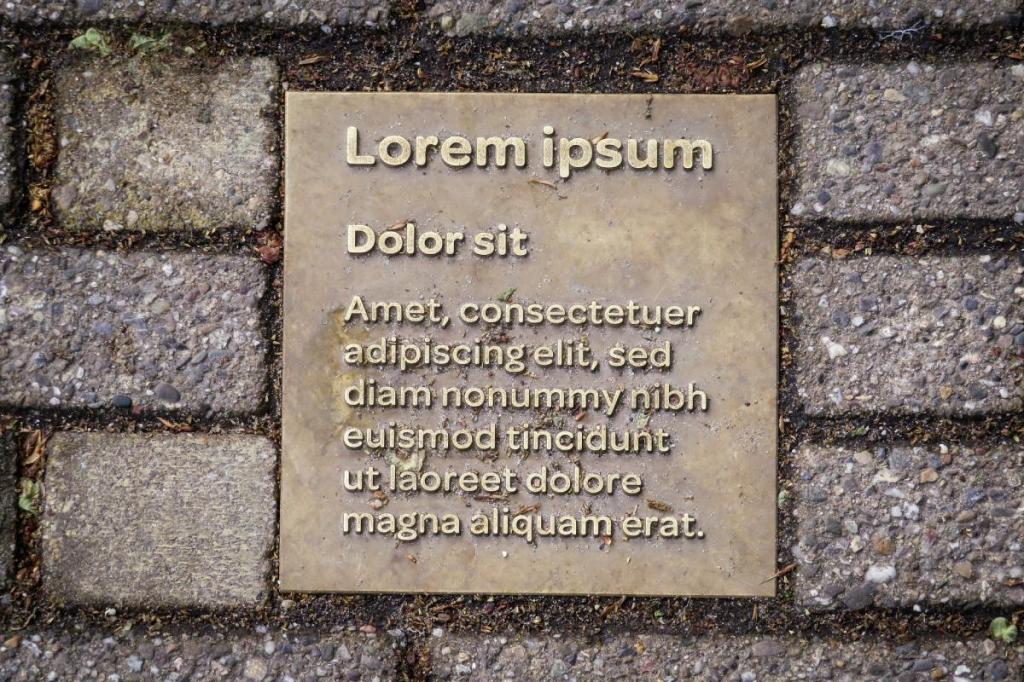 Lorem ipsum
Dolor sit
Amet, consectetuer
adipiscing elit, sed
diam nonummy nibh
euismod tincidunt
ut laoreet dolore
magna aliquam erat.